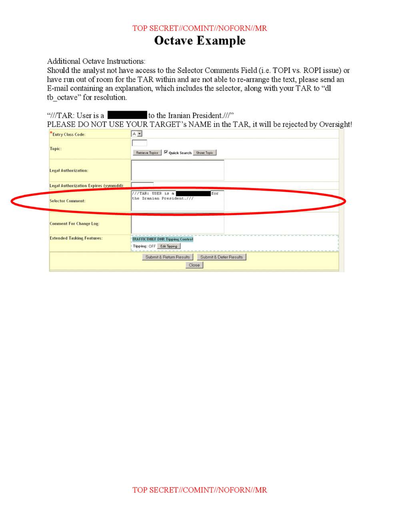 TOP SECRET//COMINT//NOFORN//MR
Octave Example
Additional Octave Instructions:
Should the analyst not have access to the Selector Comments Field (i.e. TOPI vs. ROPI issue) or
have run out of room for the TAR within and are not able to re-arrange the text, please send an
E-mail containing an explanation, which includes the selector, along with your TAR to "dl
tb_octave" for resolution.
"///TAR: User is a to the Iranian President.///"
PLEASE DO NOT USE YOUR TARGET's NAME in the TAR, it will be rejected by Oversight!
*Entry Class Code: A
Topic:
Remove Topics Quick Search Show Topic
Legal Authorization:
Legal Authorization Expires (yymmdd)
Selector Comment: ///TAR: USER is a for
the Iranian President.///
Comment For Change Log:
Extended Tasking Features: Tipping Control
Tipping: OFF Edit Tipping
Submit & Return Results Submit & Defer Results
Close
TOP SECRET//COMINT//NOFORN//MR